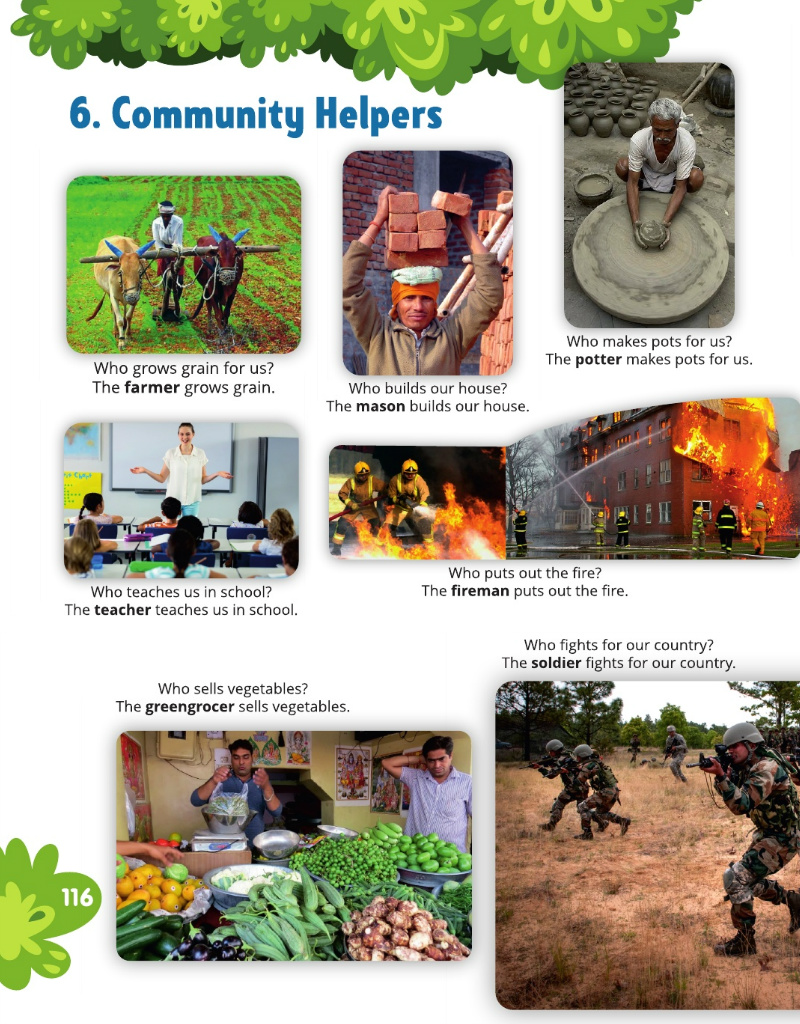 6. Community Helpers
Who grows grain for us?
The farmer grows grain.
Who builds our house?
The mason builds our house.
Who makes pots for us?
The potter makes pots for us.
Who teaches us in school?
The teacher teaches us in school.
Who puts out the fire?
The fireman puts out the fire.
Who fights for our country?
The soldier fights for our country.
Who sells vegetables?
The greengrocer sells vegetables.
116